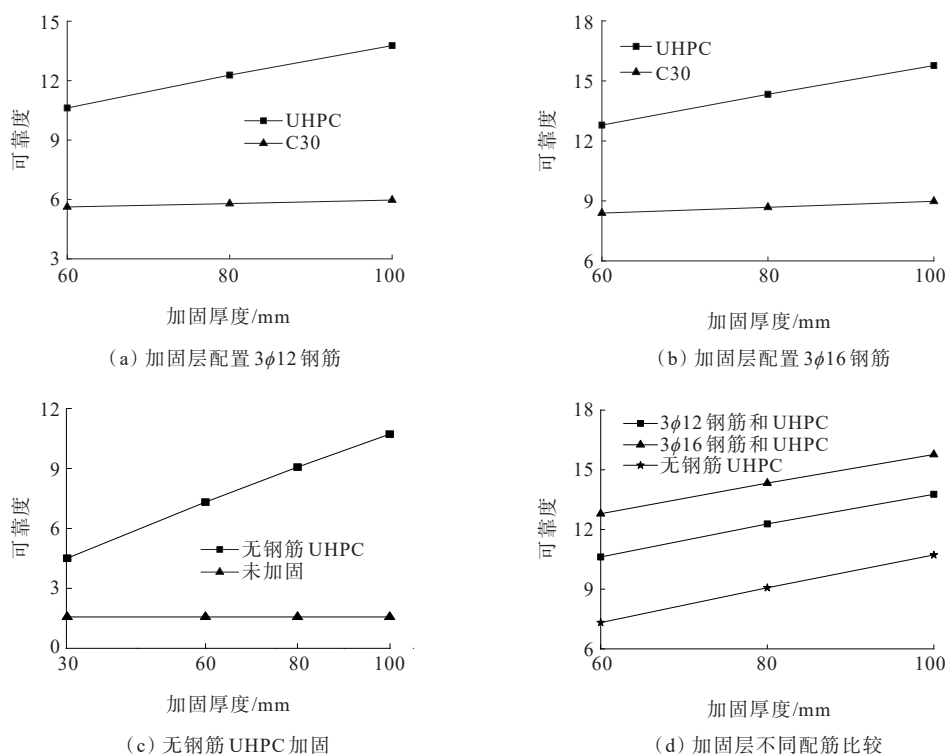 15
12
9
6
3
可靠度
UHPC
C30
60
80
100
加固厚度/mm
(a)加固层配置3ϕ12钢筋
18
15
12
9
6
可靠度
UHPC
C30
60
80
100
加固厚度/mm
(b)加固层配置3ϕ16钢筋
12
9
6
3
0
可靠度
无钢筋UHPC
未加固
30
60
80
100
加固厚度/mm
(c)无钢筋UHPC加固
18
15
12
9
6
可靠度
3ϕ12钢筋和UHPC
3ϕ16钢筋和UHPC
无钢筋UHPC
60
80
100
加固厚度/mm
(d)加固层不同配筋比较